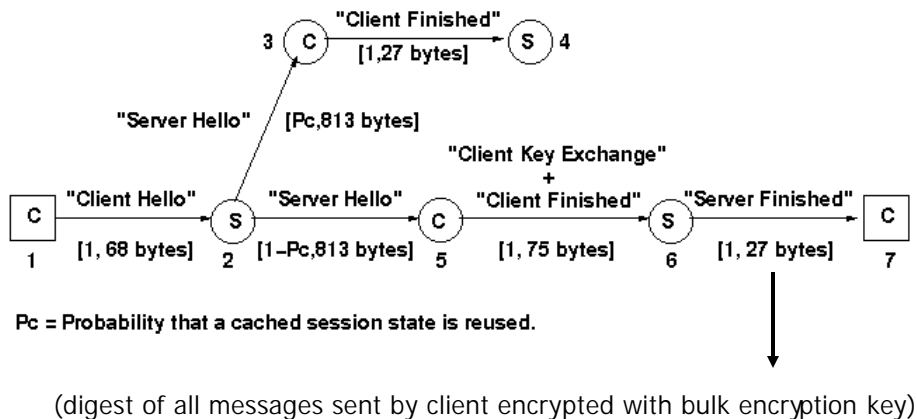 "Client Finished"
3 C S 4
[1,27 bytes]
"Server Hello" [Pc,813 bytes]
"Client Key Exchange"
+
"Client Hello" "Server Hello" "Client Finished" "Server Finished"
C S C S C
[1, 68 bytes] [1–Pc,813 bytes] [1, 75 bytes] [1, 27 bytes]
1 2 5 6 7
Pc = Probability that a cached session state is reused.
(digest of all messages sent by client encrypted with bulk encryption key)